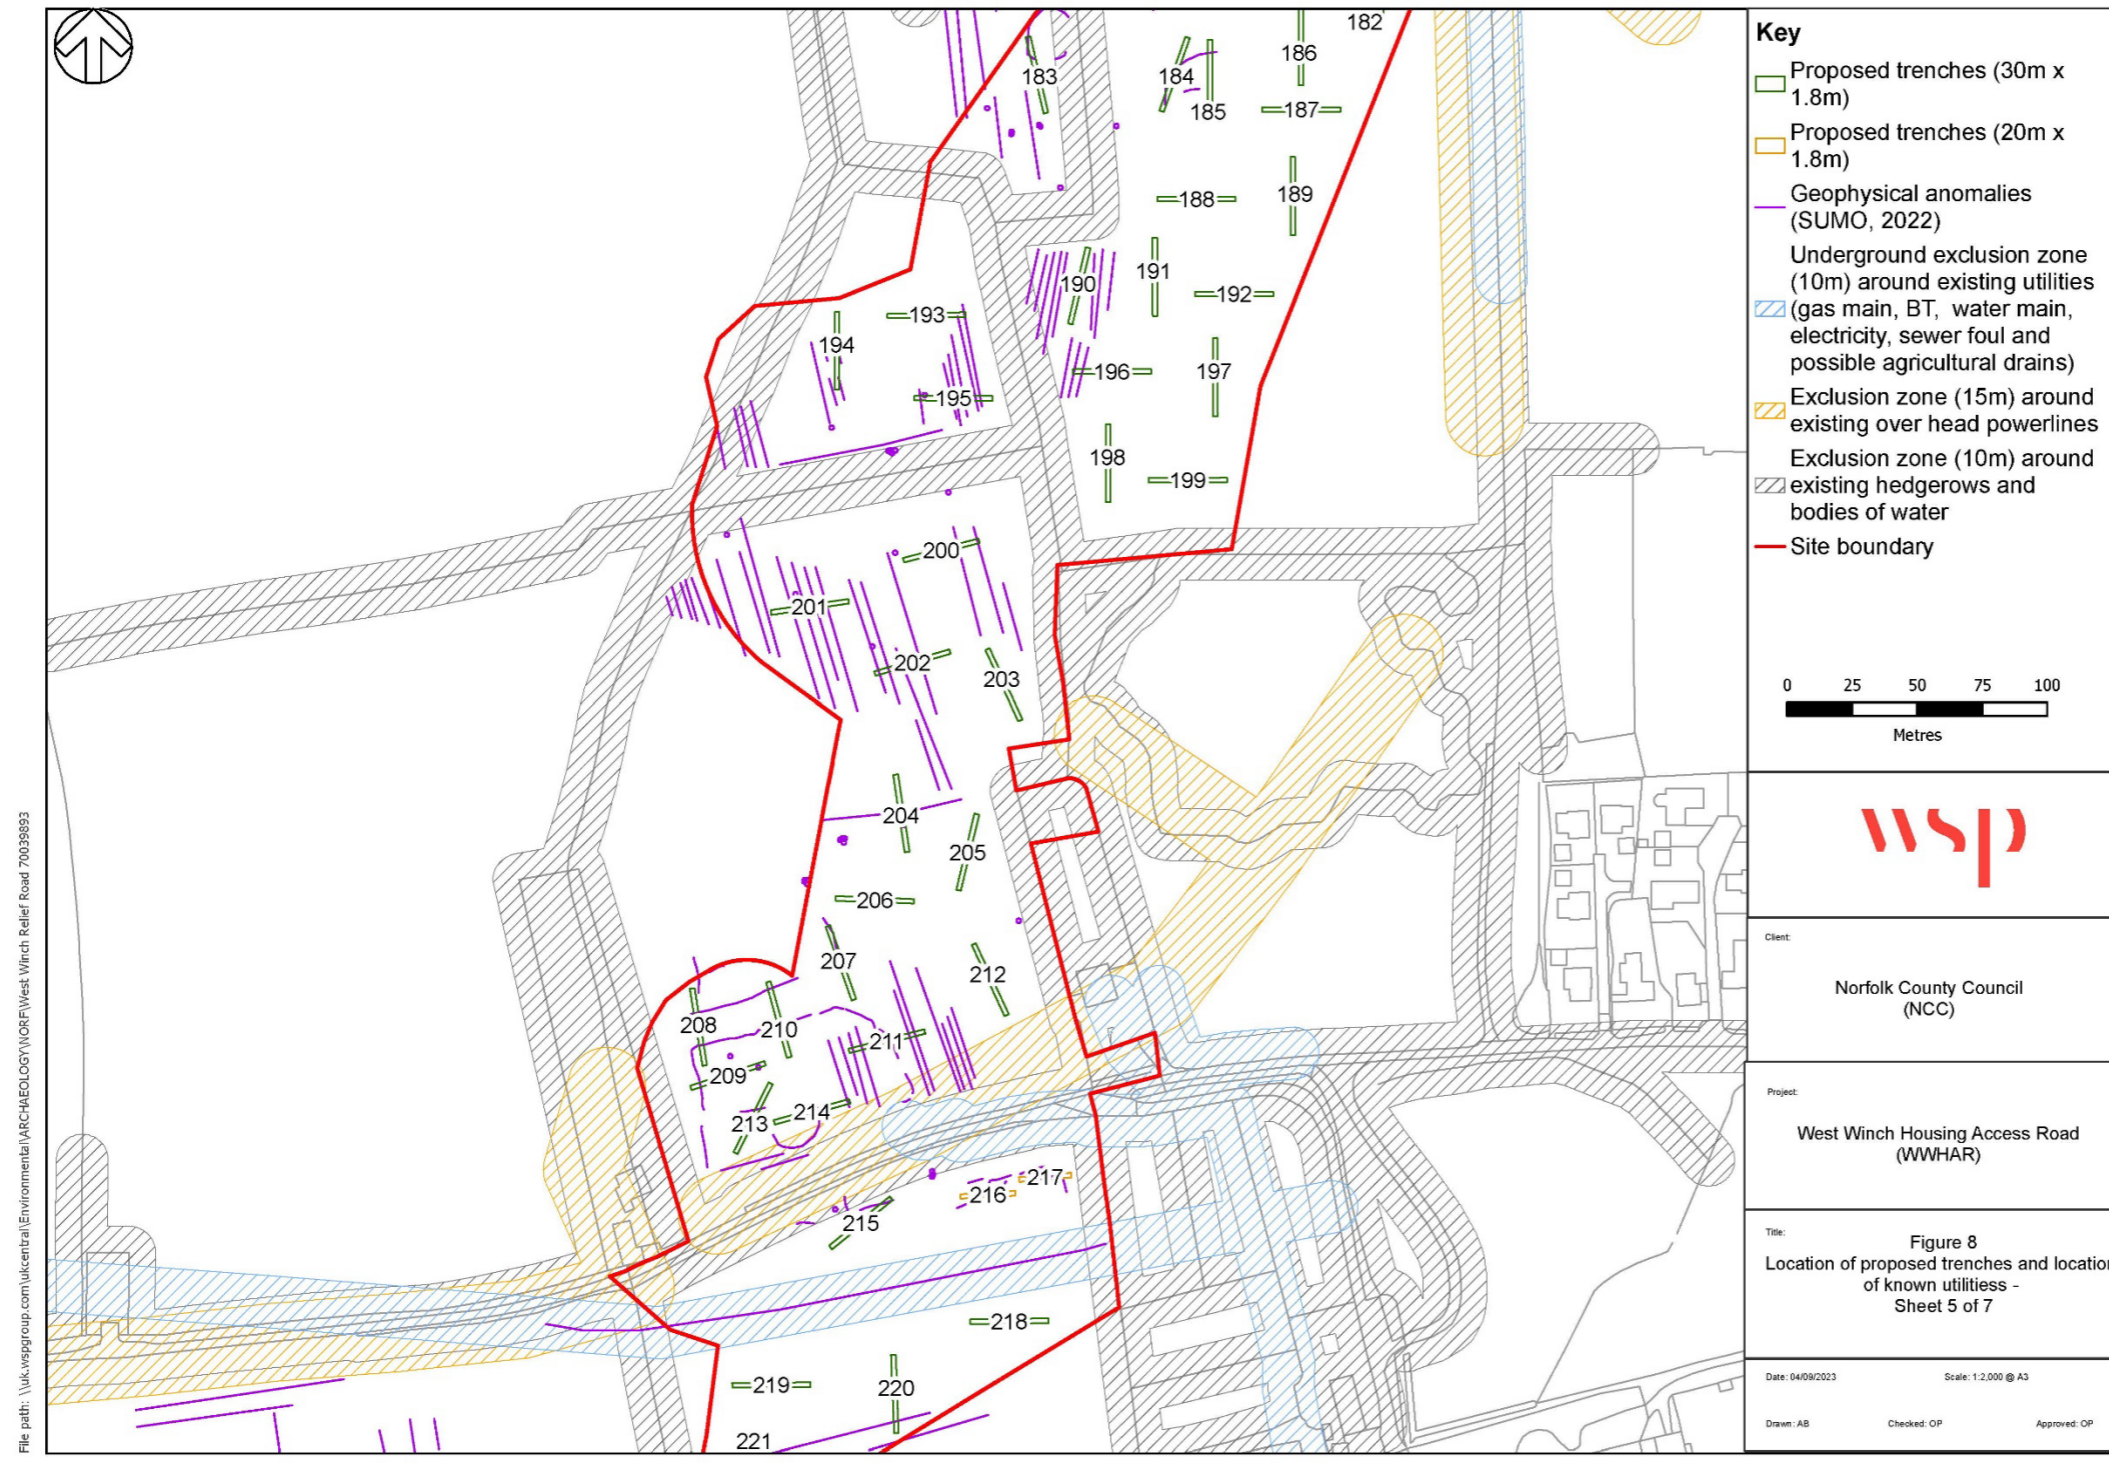 182
183
184
185
186
187
188
189
190
191
192
193
194
195
196
197
198
199
200
201
202
203
204
205
206
207
208
209
210
211
212
213
214
215
216
217
218
219
220
221
Key
Proposed trenches (30m x
1.8m)
Proposed trenches (20m x
1.8m)
Geophysical anomalies
(SUMO, 2022)
Underground exclusion zone
(10m) around existing utilities
(gas main, BT, water main,
electricity, sewer foul and
possible agricultural drains)
Exclusion zone (15m) around
existing over head powerlines
Exclusion zone (10m) around
existing hedgerows and
bodies of water
Site boundary
0 25 50 75 100
Metres
wsp
Client:
Norfolk County Council
(NCC)
Project:
West Winch Housing Access Road
(WWHAR)
Title:
Figure 8
Location of proposed trenches and location
of known utilitiess -
Sheet 5 of 7
Date: 04/09/2023 Scale: 1:2,000 @ A3
Drawn: AB Checked: OP Approved: OP
File path: \\uk.wspgroup.com\ukcentral\Environmental\ARCHAEOLOGY\NORF\West Winch Relief Road 70039893